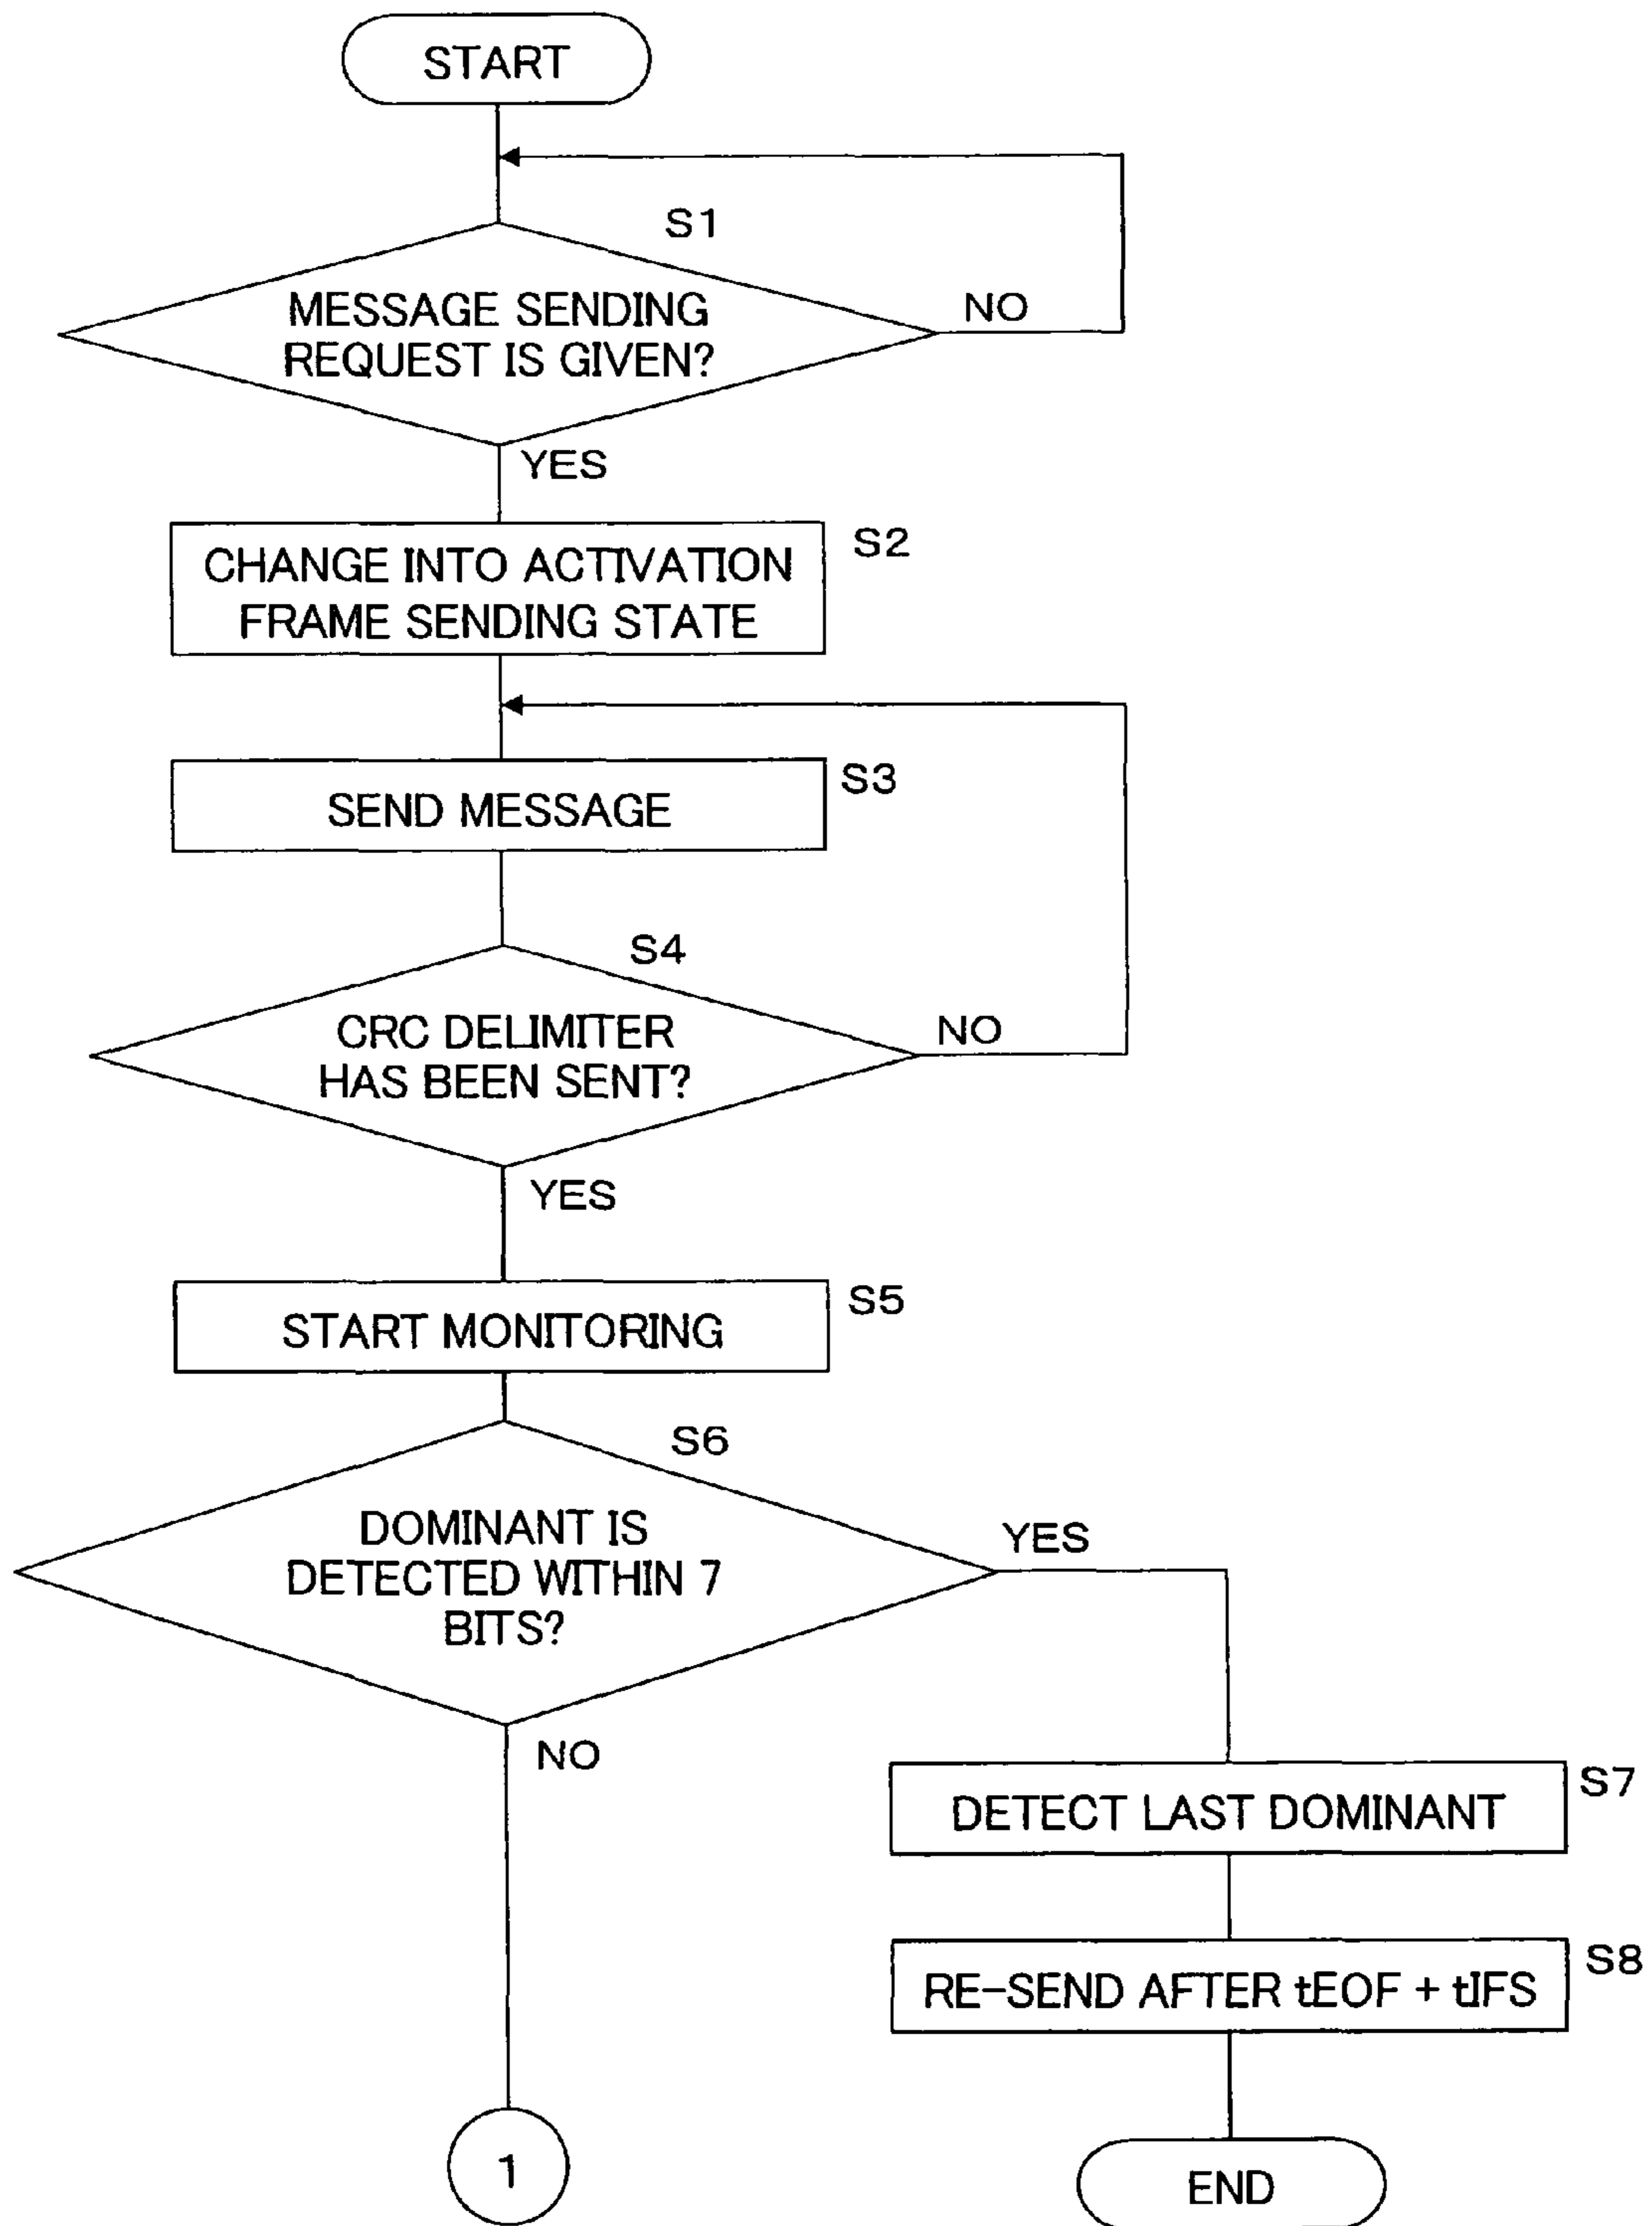 START
S1
MESSAGE SENDING
REQUEST IS GIVEN?
NO
YES
S2
CHANGE INTO ACTIVATION
FRAME SENDING STATE
S3
SEND MESSAGE
S4
CRC DELIMITER
HAS BEEN SENT?
NO
YES
S5
START MONITORING
S6
DOMINANT IS
DETECTED WITHIN 7
BITS?
YES
NO
S7
DETECT LAST DOMINANT
S8
RE-SEND AFTER tEOF + tIFS
1
END